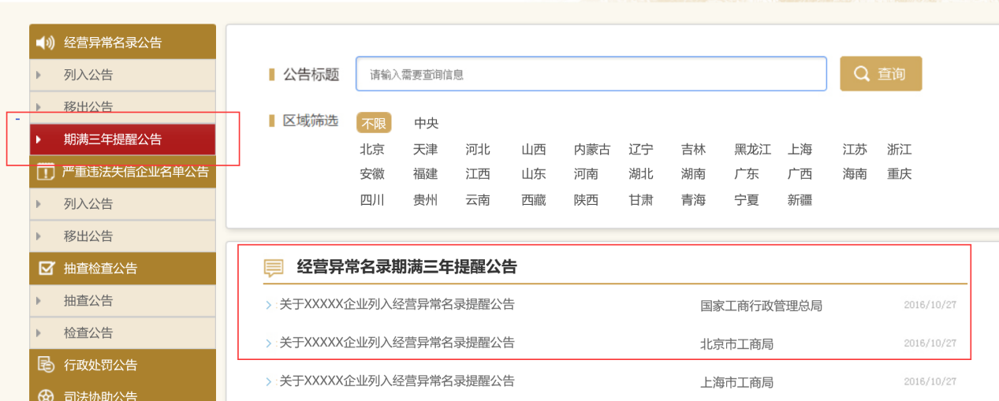 经营异常名录公告
列入公告
移出公告
期满三年提醒公告
严重违法失信企业名单公告
列入公告
移出公告
抽查检查公告
抽查公告
检查公告
行政处罚公告
司法协助公告
公告标题 请输入需要查询信息 查询
区域筛选 不限 中央
北京 天津 河北 山西 内蒙古 辽宁 吉林 黑龙江 上海 江苏 浙江
安徽 福建 江西 山东 河南 湖北 湖南 广东 广西 海南 重庆
四川 贵州 云南 西藏 陕西 甘肃 青海 宁夏 新疆
经营异常名录期满三年提醒公告
关于XXXXX企业列入经营异常名录提醒公告 国家工商行政管理总局 2016/10/27
关于XXXXX企业列入经营异常名录提醒公告 北京市工商局 2016/10/27
关于XXXXX企业列入经营异常名录提醒公告 上海市工商局 2016/10/27